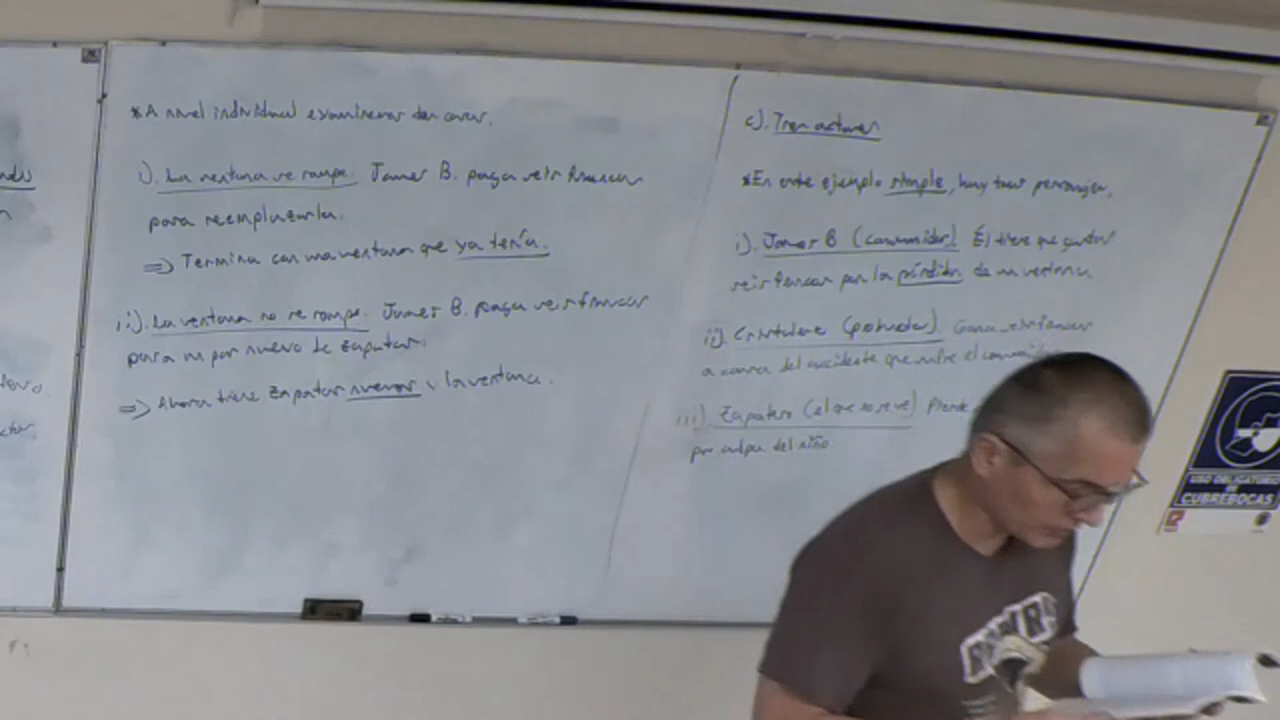 *A nivel individual examinemos dos casos.
i). La ventana se rompe. James B. paga seis francos
para reemplazarla.
=> Termina con una ventana que ya tenía.
ii). La ventana no se rompe. James B. paga seis francos
para un par nuevo de zapatos.
=> Ahora tiene zapatos nuevos y la ventana.
c). Tres actores
*En este ejemplo simple, hay tres personajes.
i). James B (consumidor) Él tiene que gastar
seis francos por la pérdida de su ventana.
ii). Cristalero (productor). Gana seis francos
a causa del accidente que sufre el
iii). Zapatero (el que no se ve) Pierde
por culpa del niño.
USO OBLIGATORIO
DE
CUBREBOCAS